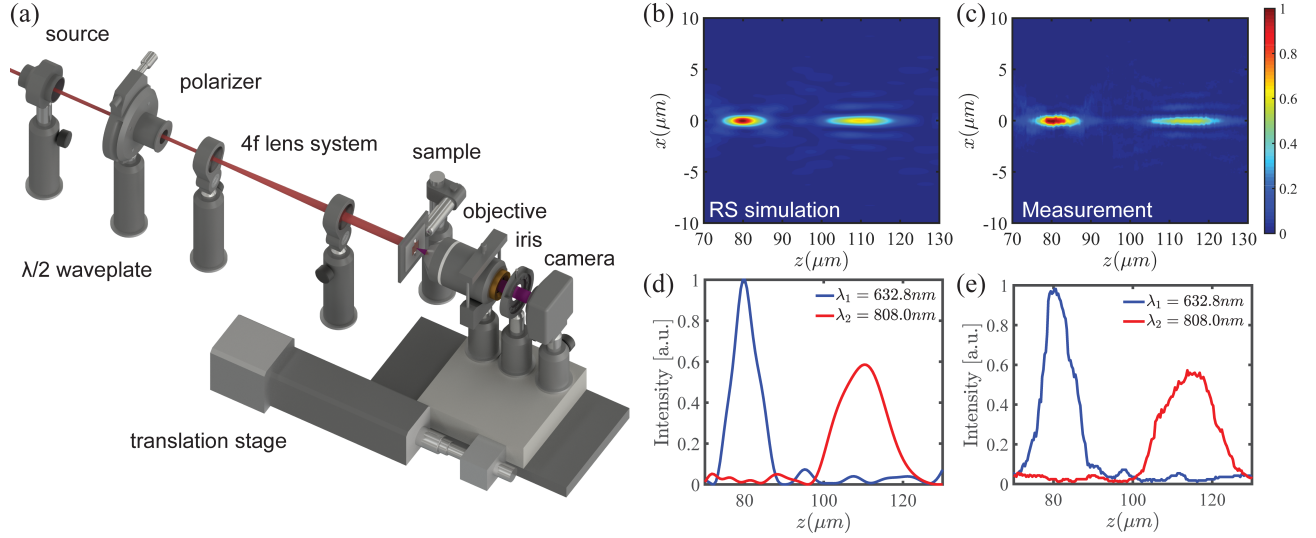 (a)
source
polarizer
4f lens system
sample
objective
iris
camera
λ/2 waveplate
translation stage
(b)
10
5
0
-5
-10
x(μm)
RS simulation
70 80 90 100 110 120 130
z(μm)
(c)
10
5
0
-5
-10
x(μm)
Measurement
70 80 90 100 110 120 130
z(μm)
1
0.8
0.6
0.4
0.2
0
(d)
λ₁ = 632.8nm
λ₂ = 808.0nm
1
0.8
0.6
0.4
0.2
0
Intensity [a.u.]
80 100 120
z(μm)
(e)
λ₁ = 632.8nm
λ₂ = 808.0nm
1
0.8
0.6
0.4
0.2
0
Intensity [a.u.]
80 100 120
z(μm)